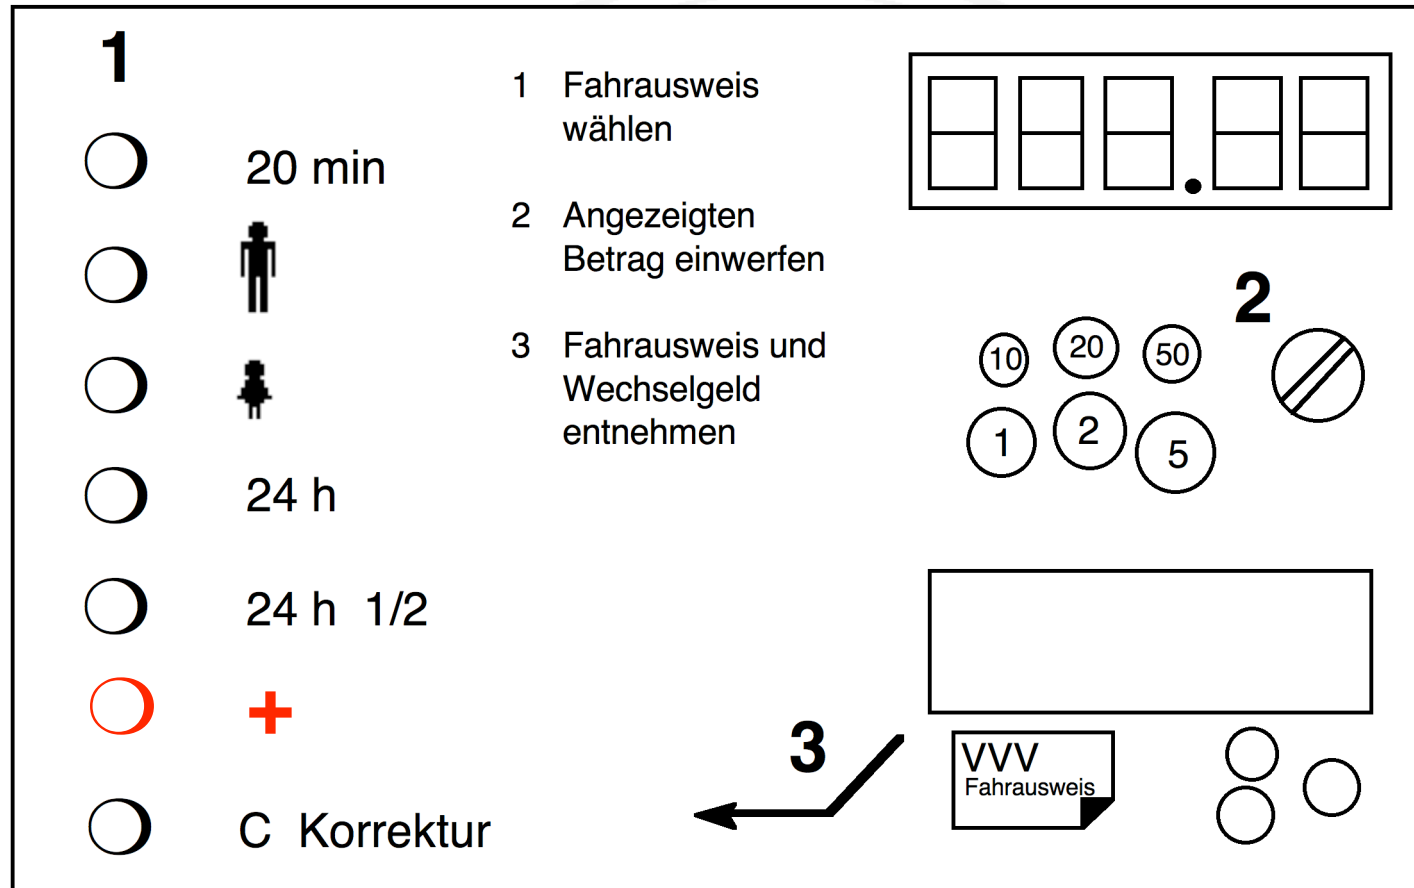 1
20 min
24 h
24 h 1/2
+
C Korrektur
1 Fahrausweis
wählen
2 Angezeigten
Betrag einwerfen
3 Fahrausweis und
Wechselgeld
entnehmen
2
10 20 50
1 2 5
3
VVV
Fahrausweis